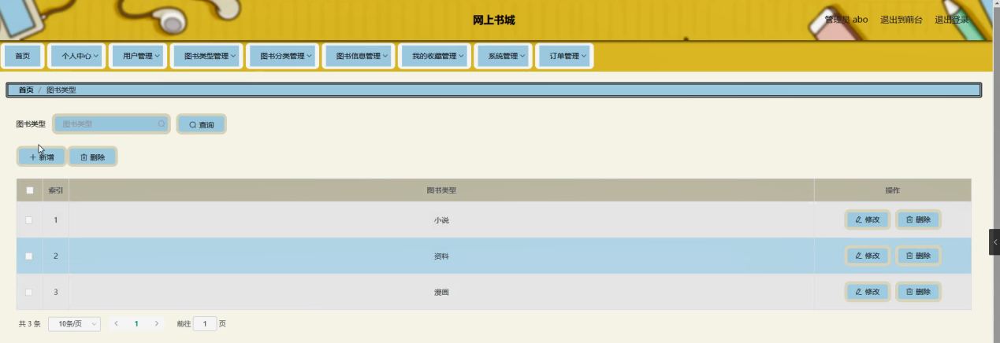 网上书城
管理员 abo 退出到前台 退出登录
首页 个人中心 用户管理 图书类型管理 图书分类管理 图书信息管理 我的收藏管理 系统管理 订单管理
首页 / 图书类型
图书类型 图书类型 查询
新增 删除
索引 图书类型 操作
1 小说 修改 删除
2 资料 修改 删除
3 漫画 修改 删除
共 3 条 10条/页 1 前往 1 页